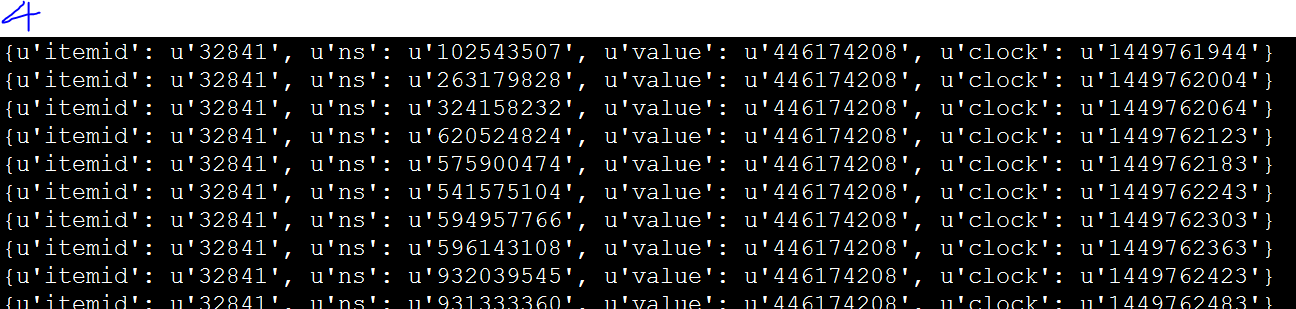 4
{u'itemid': u'32841', u'ns': u'102543507', u'value': u'446174208', u'clock': u'1449761944'}
{u'itemid': u'32841', u'ns': u'263179828', u'value': u'446174208', u'clock': u'1449762004'}
{u'itemid': u'32841', u'ns': u'324158232', u'value': u'446174208', u'clock': u'1449762064'}
{u'itemid': u'32841', u'ns': u'620524824', u'value': u'446174208', u'clock': u'1449762123'}
{u'itemid': u'32841', u'ns': u'575900474', u'value': u'446174208', u'clock': u'1449762183'}
{u'itemid': u'32841', u'ns': u'541575104', u'value': u'446174208', u'clock': u'1449762243'}
{u'itemid': u'32841', u'ns': u'594957766', u'value': u'446174208', u'clock': u'1449762303'}
{u'itemid': u'32841', u'ns': u'596143108', u'value': u'446174208', u'clock': u'1449762363'}
{u'itemid': u'32841', u'ns': u'932039545', u'value': u'446174208', u'clock': u'1449762423'}
{u'itemid': u'32841', u'ns': u'931333360', u'value': u'446174208', u'clock': u'1449762483'}